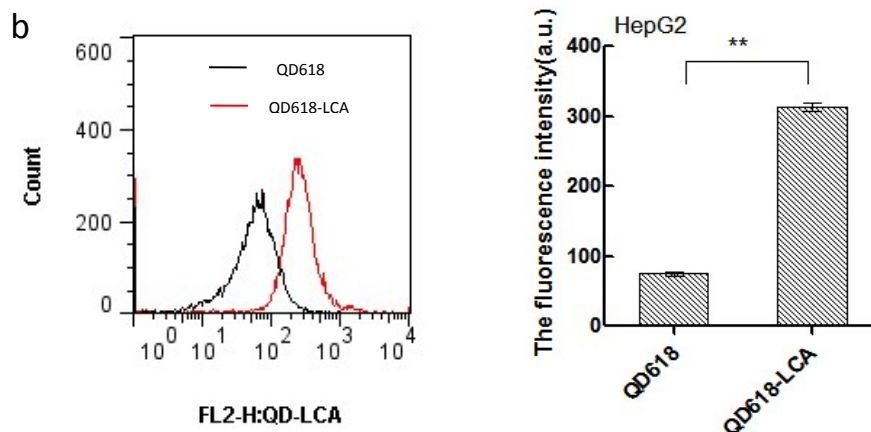 b
600
400
200
0
Count
QD618
QD618-LCA
10^0 10^1 10^2 10^3 10^4
FL2-H:QD-LCA
HepG2
**
The fluorescence intensity(a.u.)
400
300
200
100
0
QD618
QD618-LCA